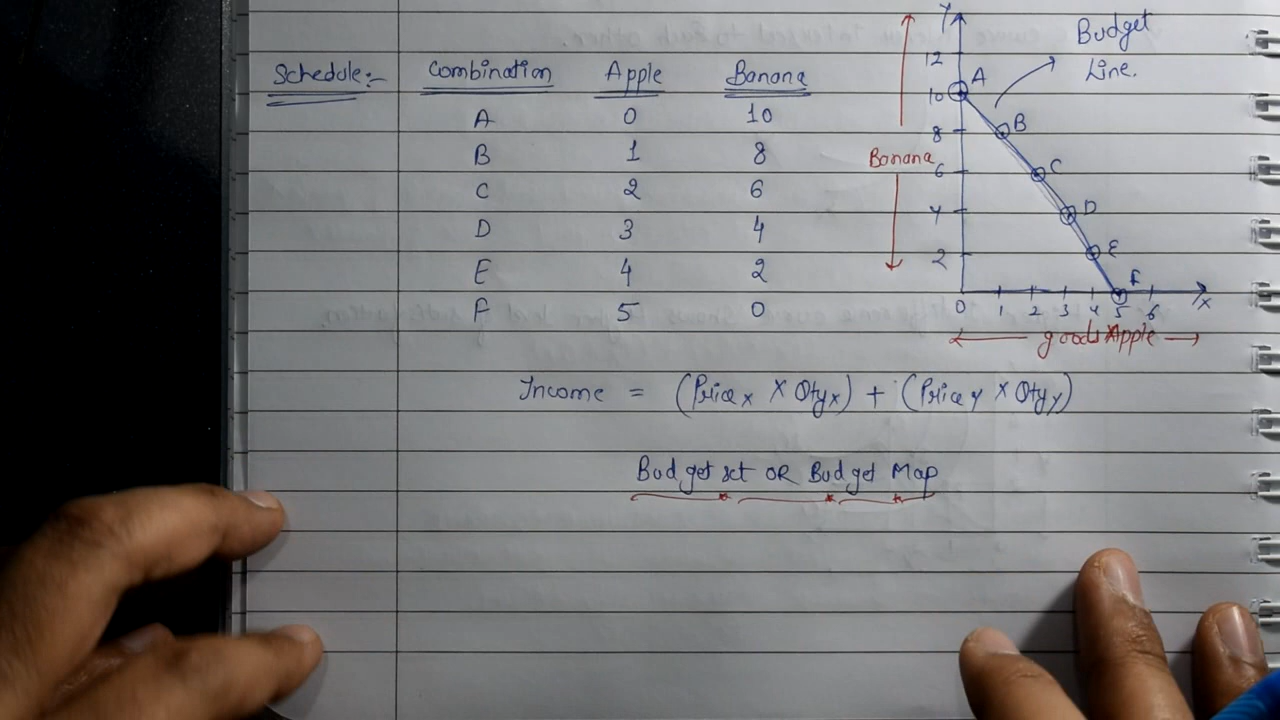 Schedule:- Combination Apple Banana
A 0 10
B 1 8
C 2 6
D 3 4
E 4 2
F 5 0
Y
Budget
Line.
12
10
8
6
4
2
0 1 2 3 4 5 6 X
A
B
C
D
E
F
Banana
goods Apple
Income = (Price x X Qty x) + (Price y X Qty y)
Budget set OR Budget Map